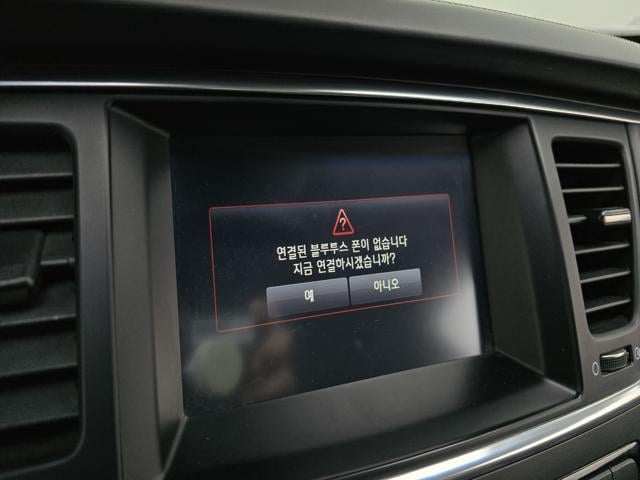 연결된 블루투스 폰이 없습니다
지금 연결하시겠습니까?
예 아니오